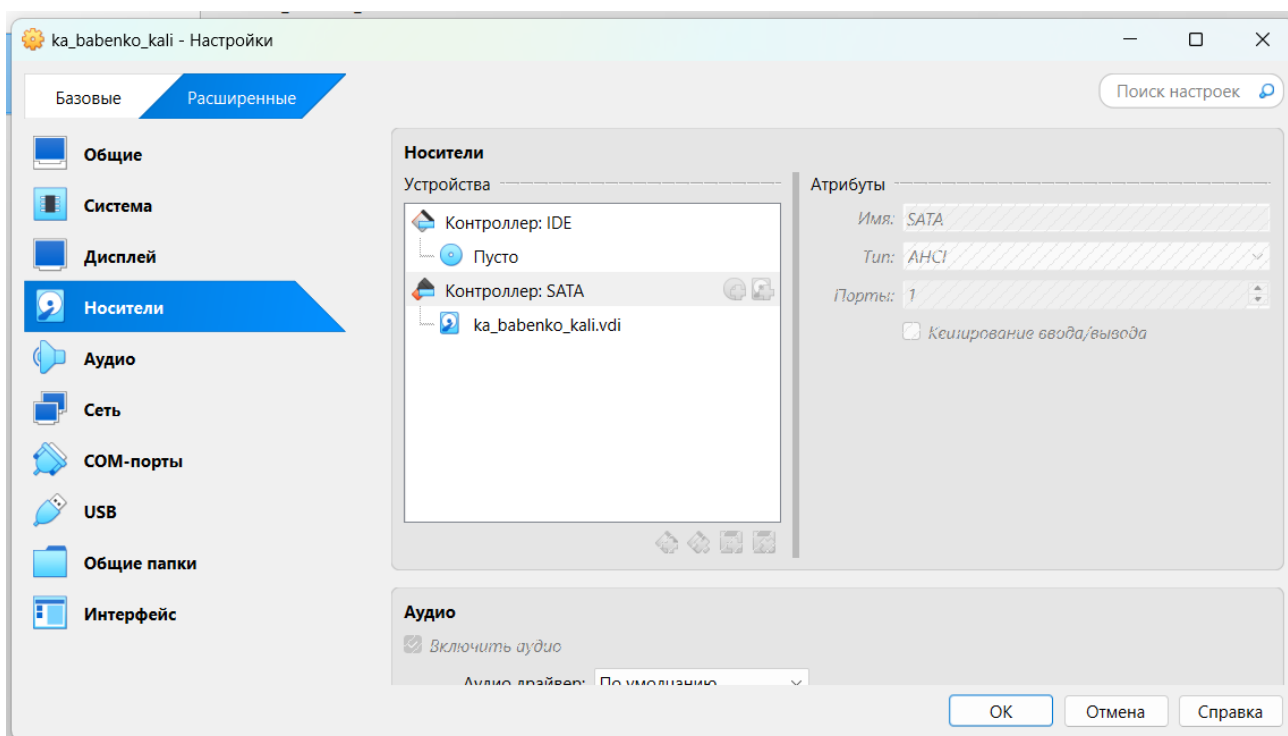 ka_babenko_kali - Настройки
Базовые
Расширенные
Поиск настроек
Общие
Система
Дисплей
Носители
Аудио
Сеть
COM-порты
USB
Общие папки
Интерфейс
Носители
Устройства
Контроллер: IDE
Пусто
Контроллер: SATA
ka_babenko_kali.vdi
Атрибуты
Имя: SATA
Тип: AHCI
Порты: 1
Кеширование ввода/вывода
Аудио
Включить аудио
Аудио драйвер: По умолчанию
OK
Отмена
Справка